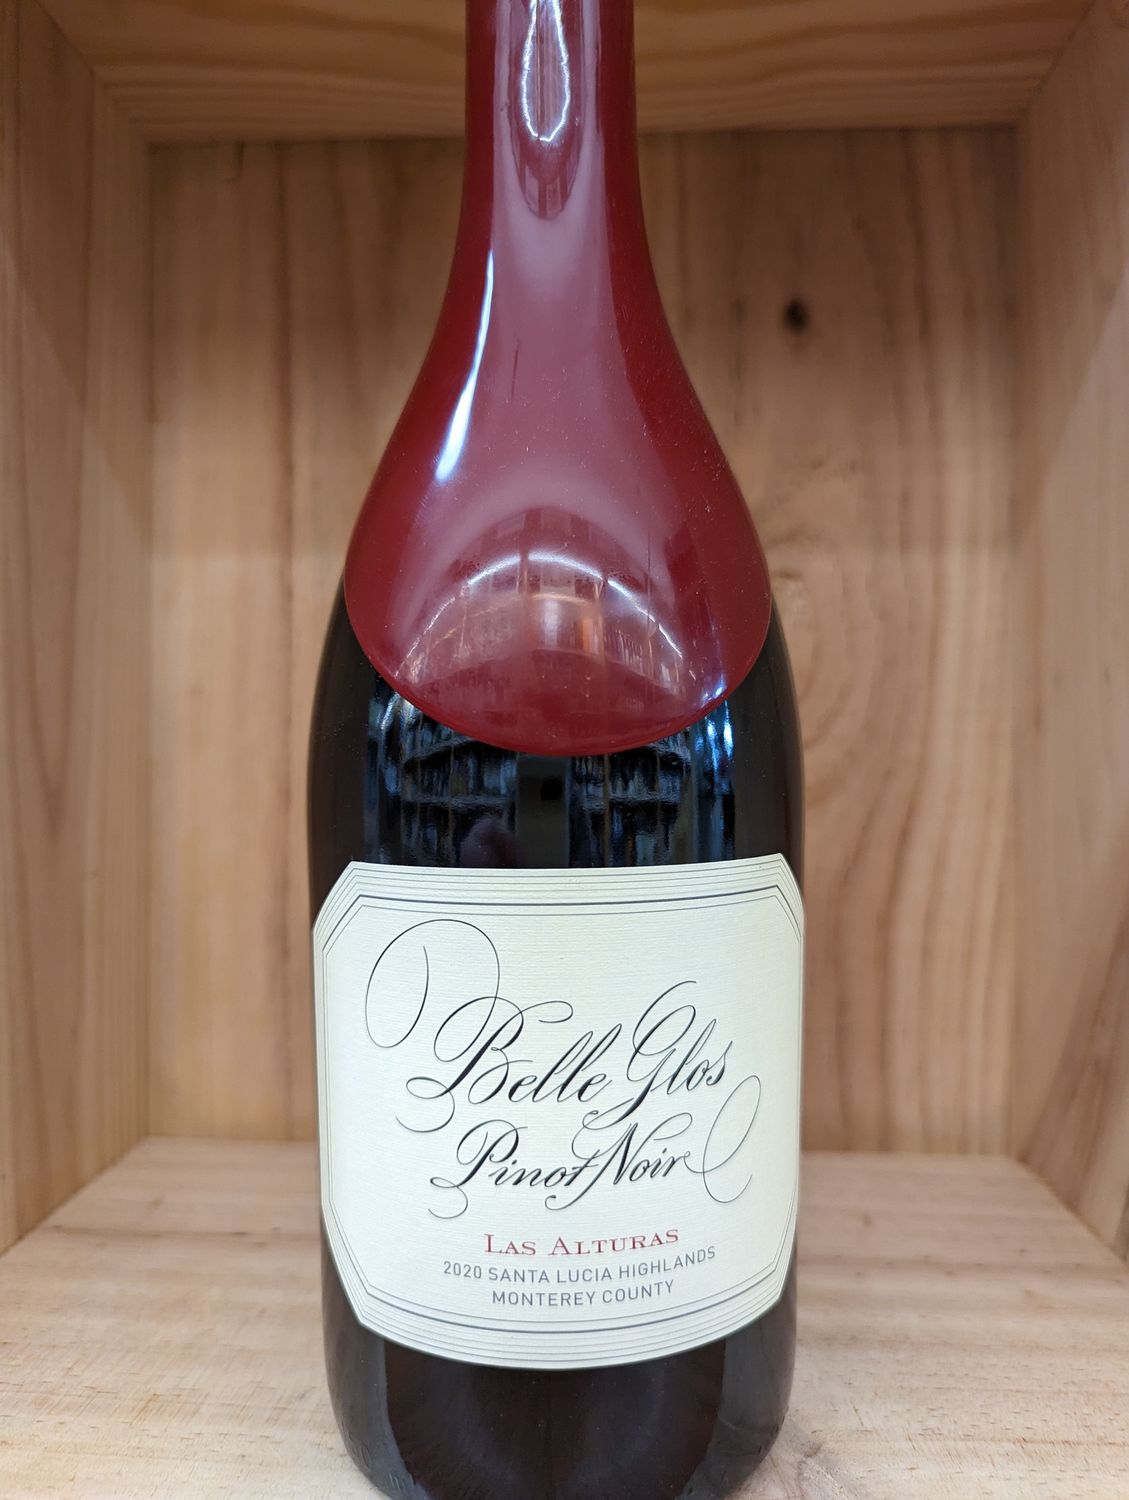 Belle Glos
Pinot Noir
LAS ALTURAS
2020 SANTA LUCIA HIGHLANDS
MONTEREY COUNTY